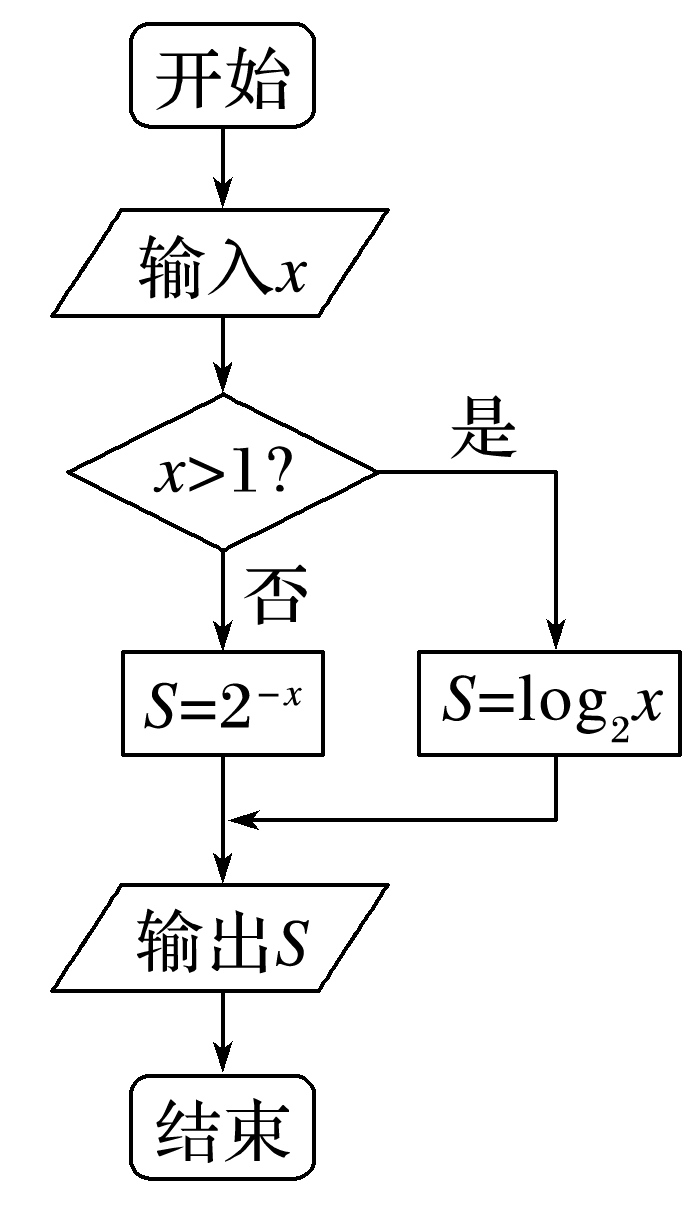 开始
输入x
x>1?
是
否
S=2⁻ˣ
S=log₂x
输出S
结束